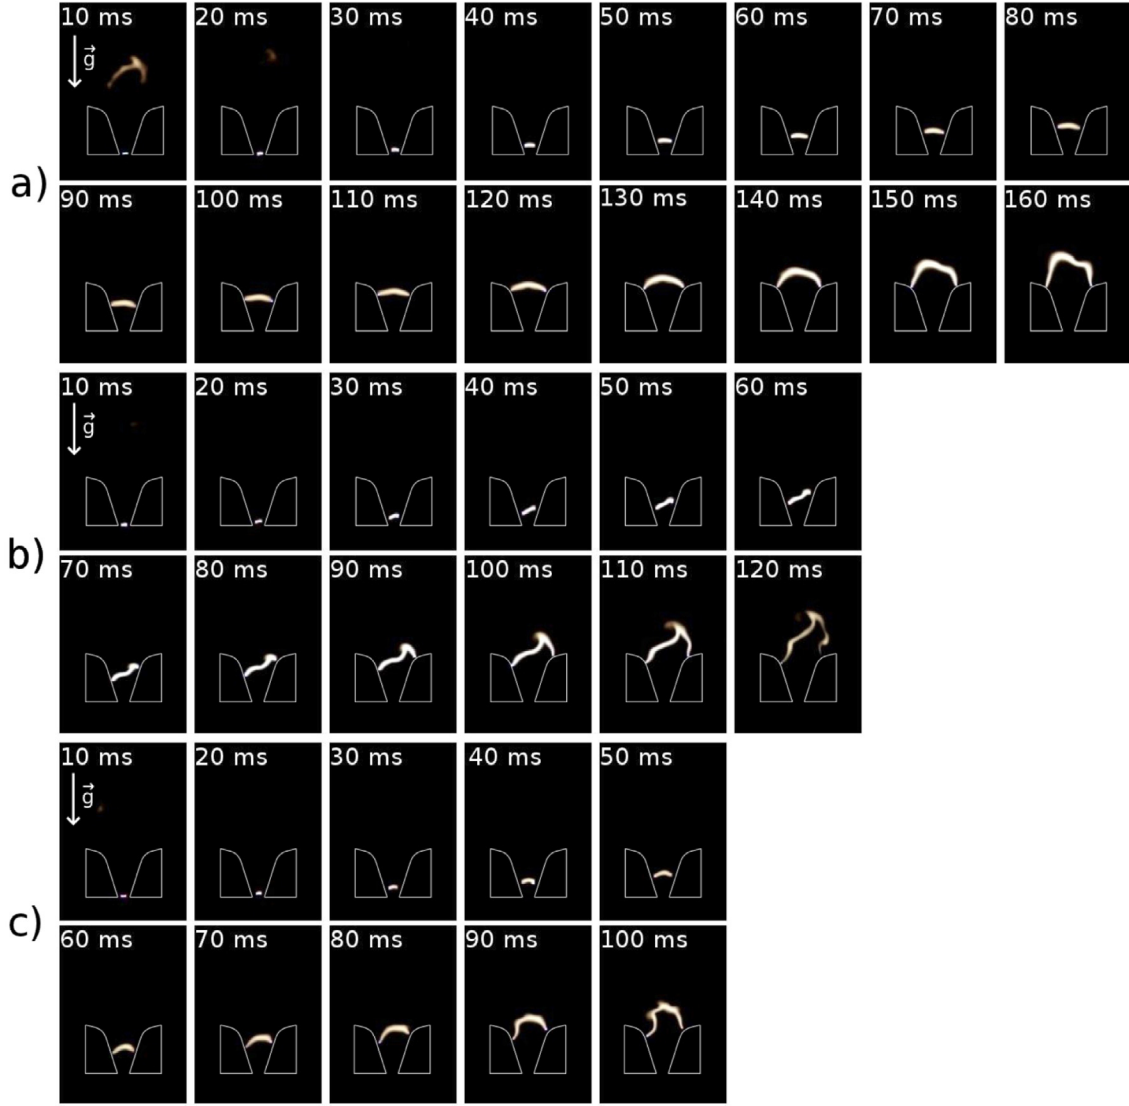 10 ms 20 ms 30 ms 40 ms 50 ms 60 ms 70 ms 80 ms
g⃗
a)
90 ms 100 ms 110 ms 120 ms 130 ms 140 ms 150 ms 160 ms
10 ms 20 ms 30 ms 40 ms 50 ms 60 ms
g⃗
b)
70 ms 80 ms 90 ms 100 ms 110 ms 120 ms
10 ms 20 ms 30 ms 40 ms 50 ms
g⃗
c)
60 ms 70 ms 80 ms 90 ms 100 ms